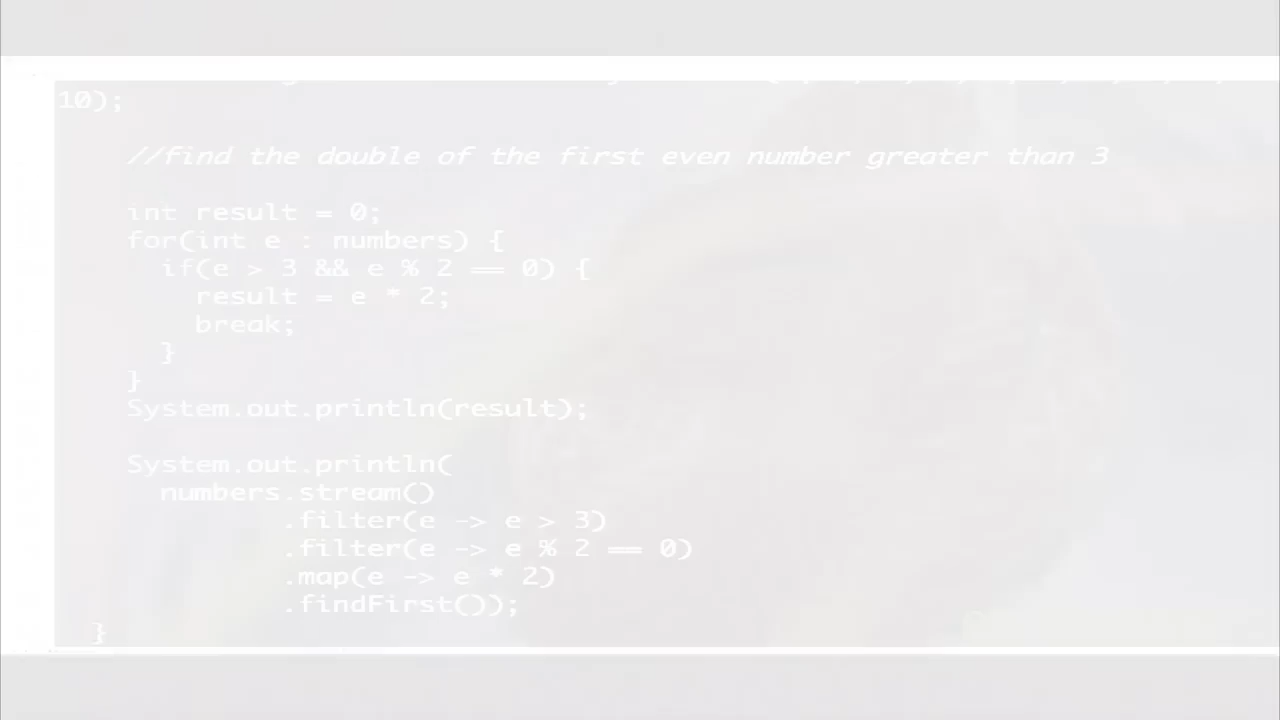 10);
//find the double of the first even number greater than 3
int result = 0;
for(int e : numbers) {
if(e > 3 && e % 2 == 0) {
result = e * 2;
break;
}
}
System.out.println(result);
System.out.println(
numbers.stream()
.filter(e -> e > 3)
.filter(e -> e % 2 == 0)
.map(e -> e * 2)
.findFirst());
}